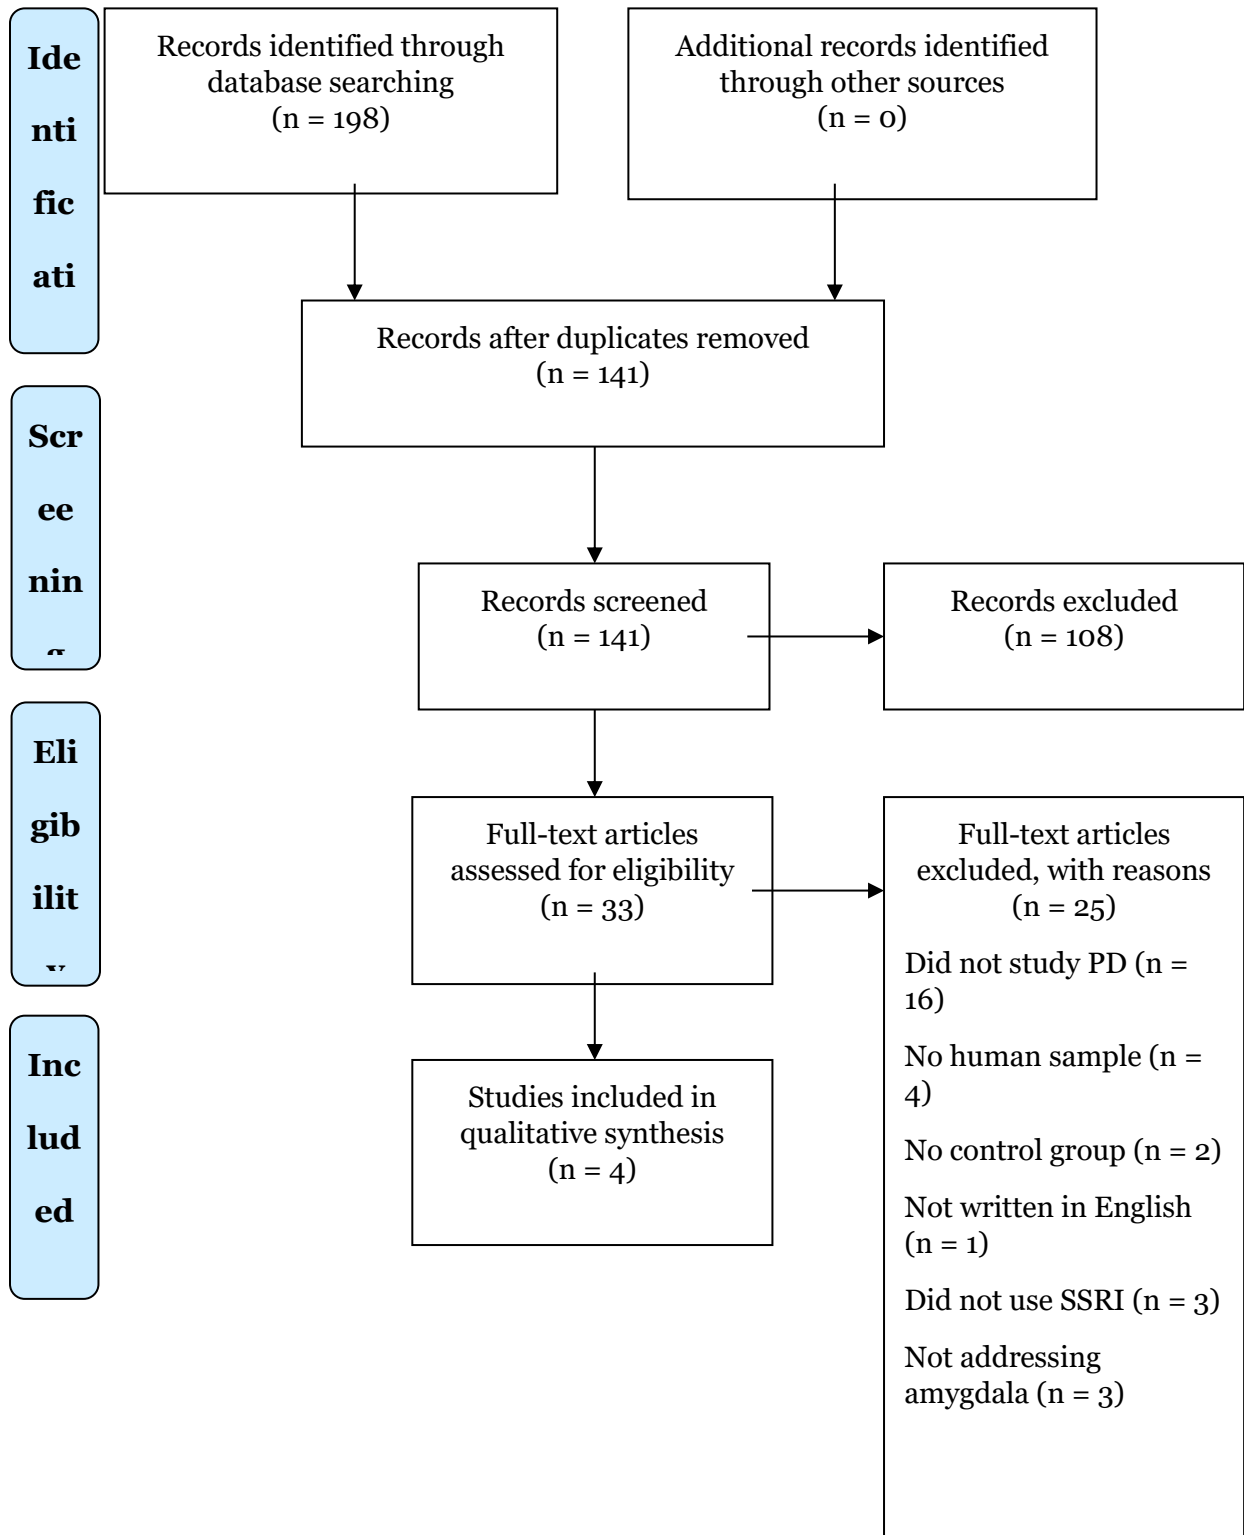 Ide
nti
fic
ati
Records identified through
database searching
(n = 198)
Additional records identified
through other sources
(n = 0)
Records after duplicates removed
(n = 141)
Scr
ee
nin
g
Records screened
(n = 141)
Records excluded
(n = 108)
Eli
gib
ilit
y
Full-text articles
assessed for eligibility
(n = 33)
Full-text articles
excluded, with reasons
(n = 25)
Did not study PD (n =
16)
No human sample (n =
4)
No control group (n = 2)
Not written in English
(n = 1)
Did not use SSRI (n = 3)
Not addressing
amygdala (n = 3)
Inc
lud
ed
Studies included in
qualitative synthesis
(n = 4)